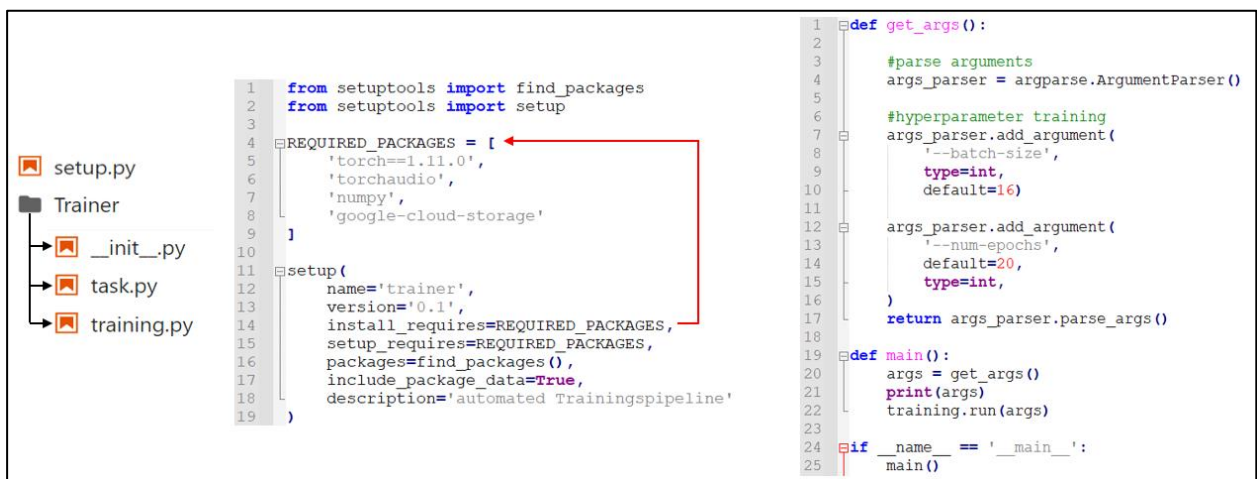 setup.py
Trainer
__init__.py
task.py
training.py
1 from setuptools import find_packages
2 from setuptools import setup
3
4 REQUIRED_PACKAGES = [
5 'torch==1.11.0',
6 'torchaudio',
7 'numpy',
8 'google-cloud-storage'
9 ]
10
11 setup(
12 name='trainer',
13 version='0.1',
14 install_requires=REQUIRED_PACKAGES,
15 setup_requires=REQUIRED_PACKAGES,
16 packages=find_packages(),
17 include_package_data=True,
18 description='automated Trainingspipeline'
19 )
1 def get_args():
2
3 #parse arguments
4 args_parser = argparse.ArgumentParser()
5
6 #hyperparameter training
7 args_parser.add_argument(
8 '--batch-size',
9 type=int,
10 default=16)
11
12 args_parser.add_argument(
13 '--num-epochs',
14 default=20,
15 type=int,
16 )
17 return args_parser.parse_args()
18
19 def main():
20 args = get_args()
21 print(args)
22 training.run(args)
23
24 if __name__ == '__main__':
25 main()